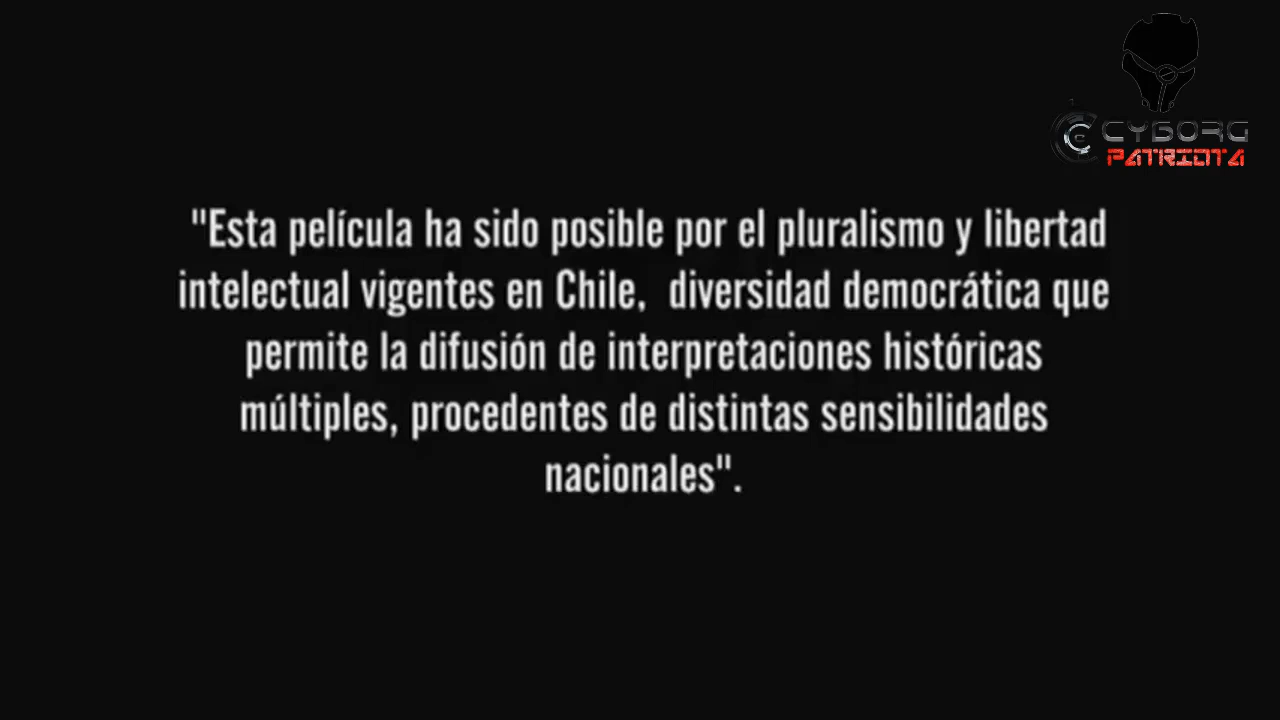 CYBORG
PATRIOTA
"Esta película ha sido posible por el pluralismo y libertad
intelectual vigentes en Chile,  diversidad democrática que
permite la difusión de interpretaciones históricas
múltiples, procedentes de distintas sensibilidades
nacionales".